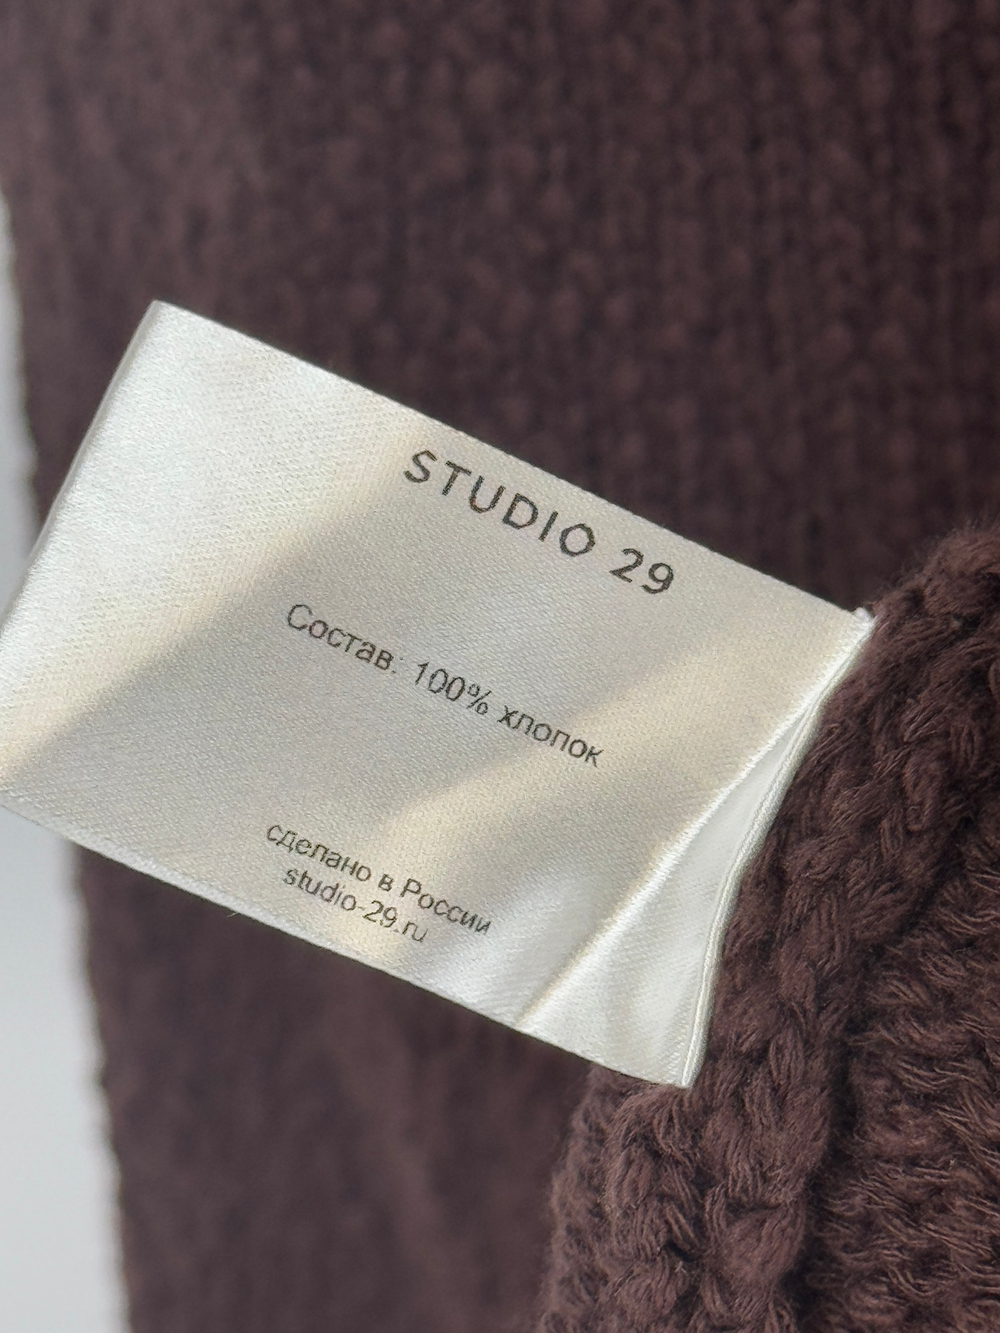 STUDIO 29
Состав: 100% хлопок
сделано в России
studio-29.ru